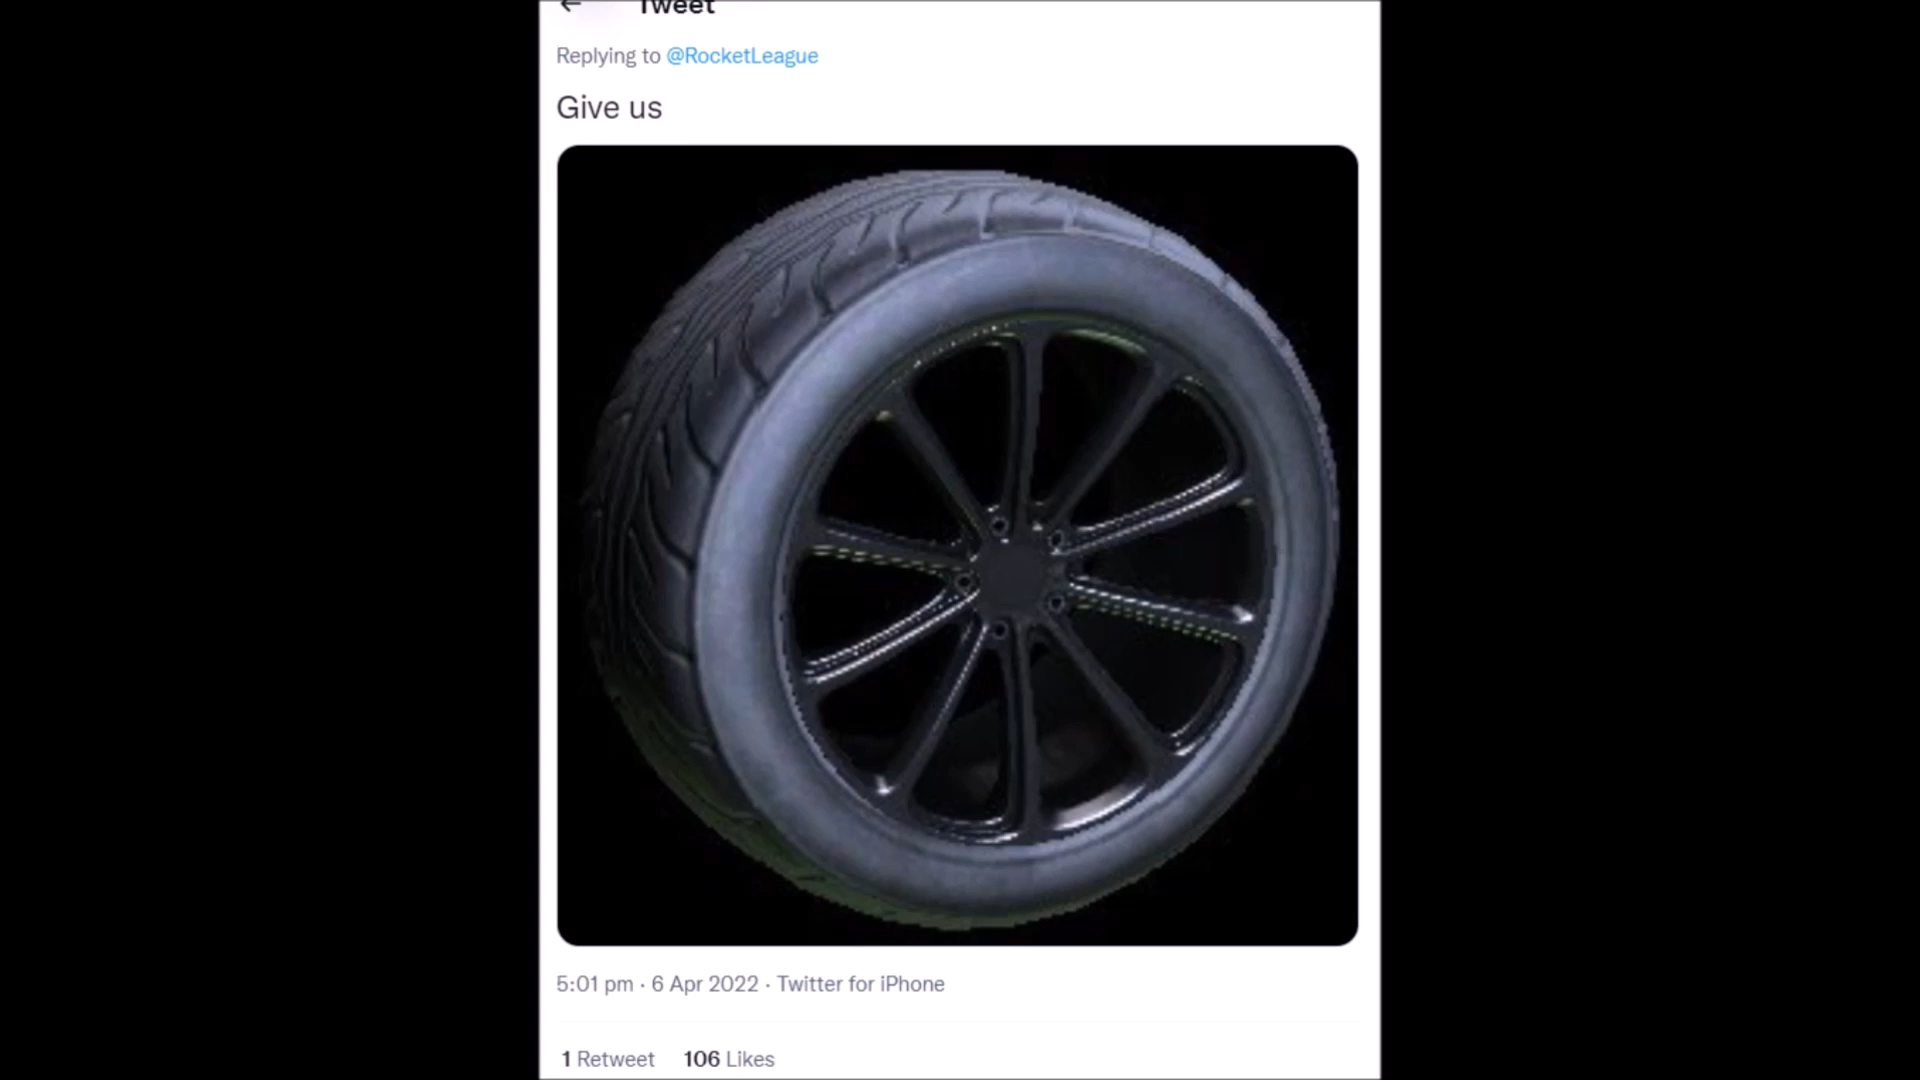 Tweet
Replying to @RocketLeague
Give us
5:01 pm · 6 Apr 2022 · Twitter for iPhone
1 Retweet 106 Likes